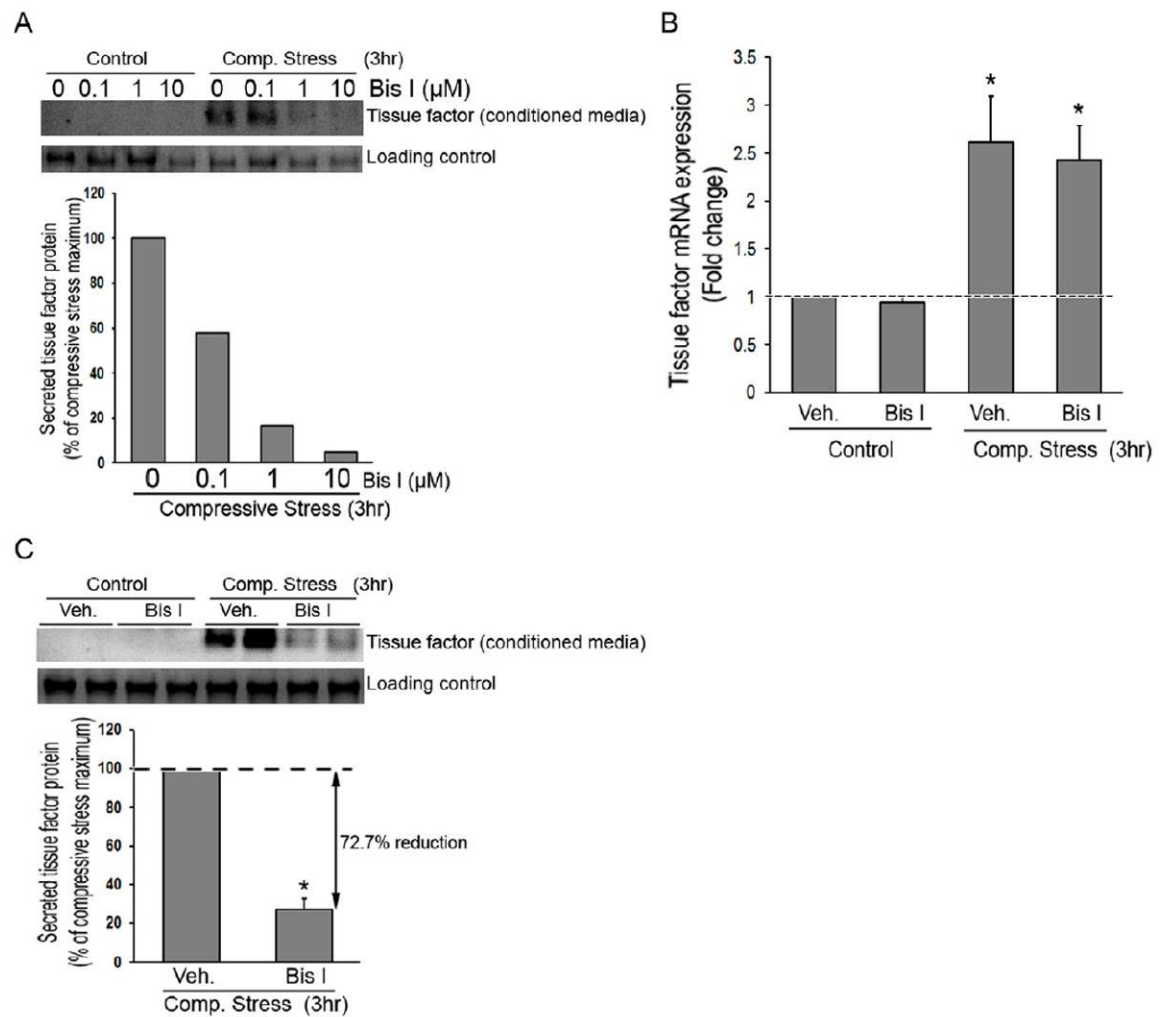 A
Control Comp. Stress (3hr)
0 0.1 1 10 0 0.1 1 10 Bis I (µM)
Tissue factor (conditioned media)
Loading control
Secreted tissue factor protein
(% of compressive stress maximum)
120
100
80
60
40
20
0
0 0.1 1 10 Bis I (µM)
Compressive Stress (3hr)
B
Tissue factor mRNA expression
(Fold change)
3.5
3
2.5
2
1.5
1
0.5
0
* *
Veh. Bis I Veh. Bis I
Control Comp. Stress (3hr)
C
Control Comp. Stress (3hr)
Veh. Bis I Veh. Bis I
Tissue factor (conditioned media)
Loading control
Secreted tissue factor protein
(% of compressive stress maximum)
120
100
80
60
40
20
0
72.7% reduction
*
Veh. Bis I
Comp. Stress (3hr)